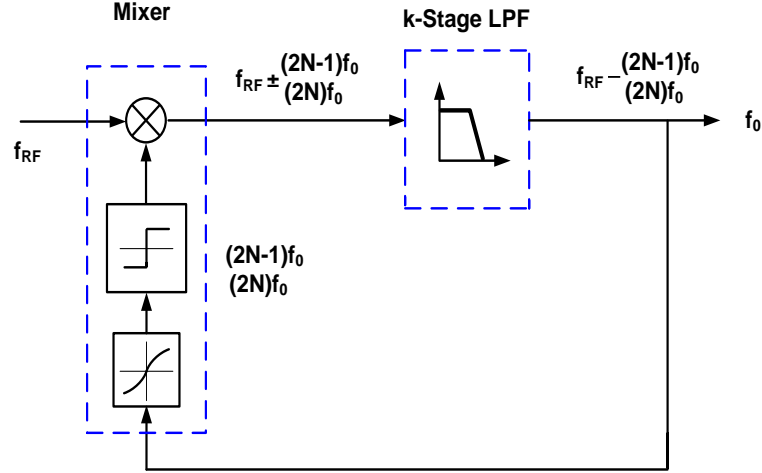 Mixer
k-Stage LPF
f_RF
f_RF ± (2N-1)f_0
(2N)f_0
f_RF − (2N-1)f_0
(2N)f_0
f_0
(2N-1)f_0
(2N)f_0